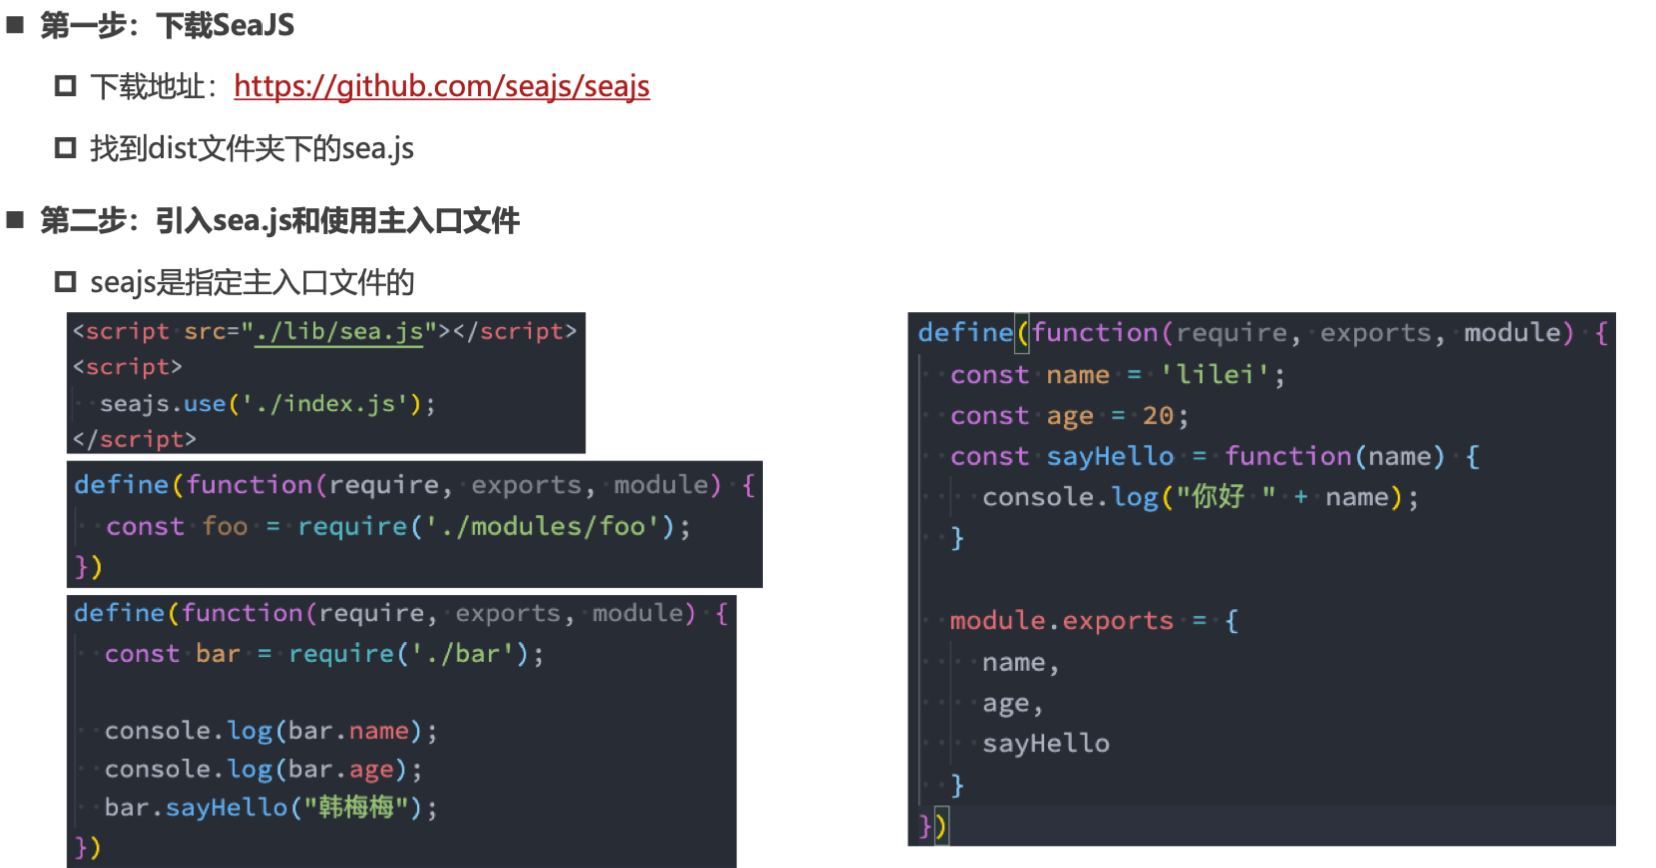 第一步：下载SeaJS
下载地址：https://github.com/seajs/seajs
找到dist文件夹下的sea.js
第二步：引入sea.js和使用主入口文件
seajs是指定主入口文件的
<script src="./lib/sea.js"></script>
<script>
seajs.use('./index.js');
</script>
define(function(require, exports, module) {
const foo = require('./modules/foo');
})
define(function(require, exports, module) {
const bar = require('./bar');
console.log(bar.name);
console.log(bar.age);
bar.sayHello("韩梅梅");
})
define(function(require, exports, module) {
const name = 'lilei';
const age = 20;
const sayHello = function(name) {
console.log("你好 " + name);
}
module.exports = {
name,
age,
sayHello
}
})